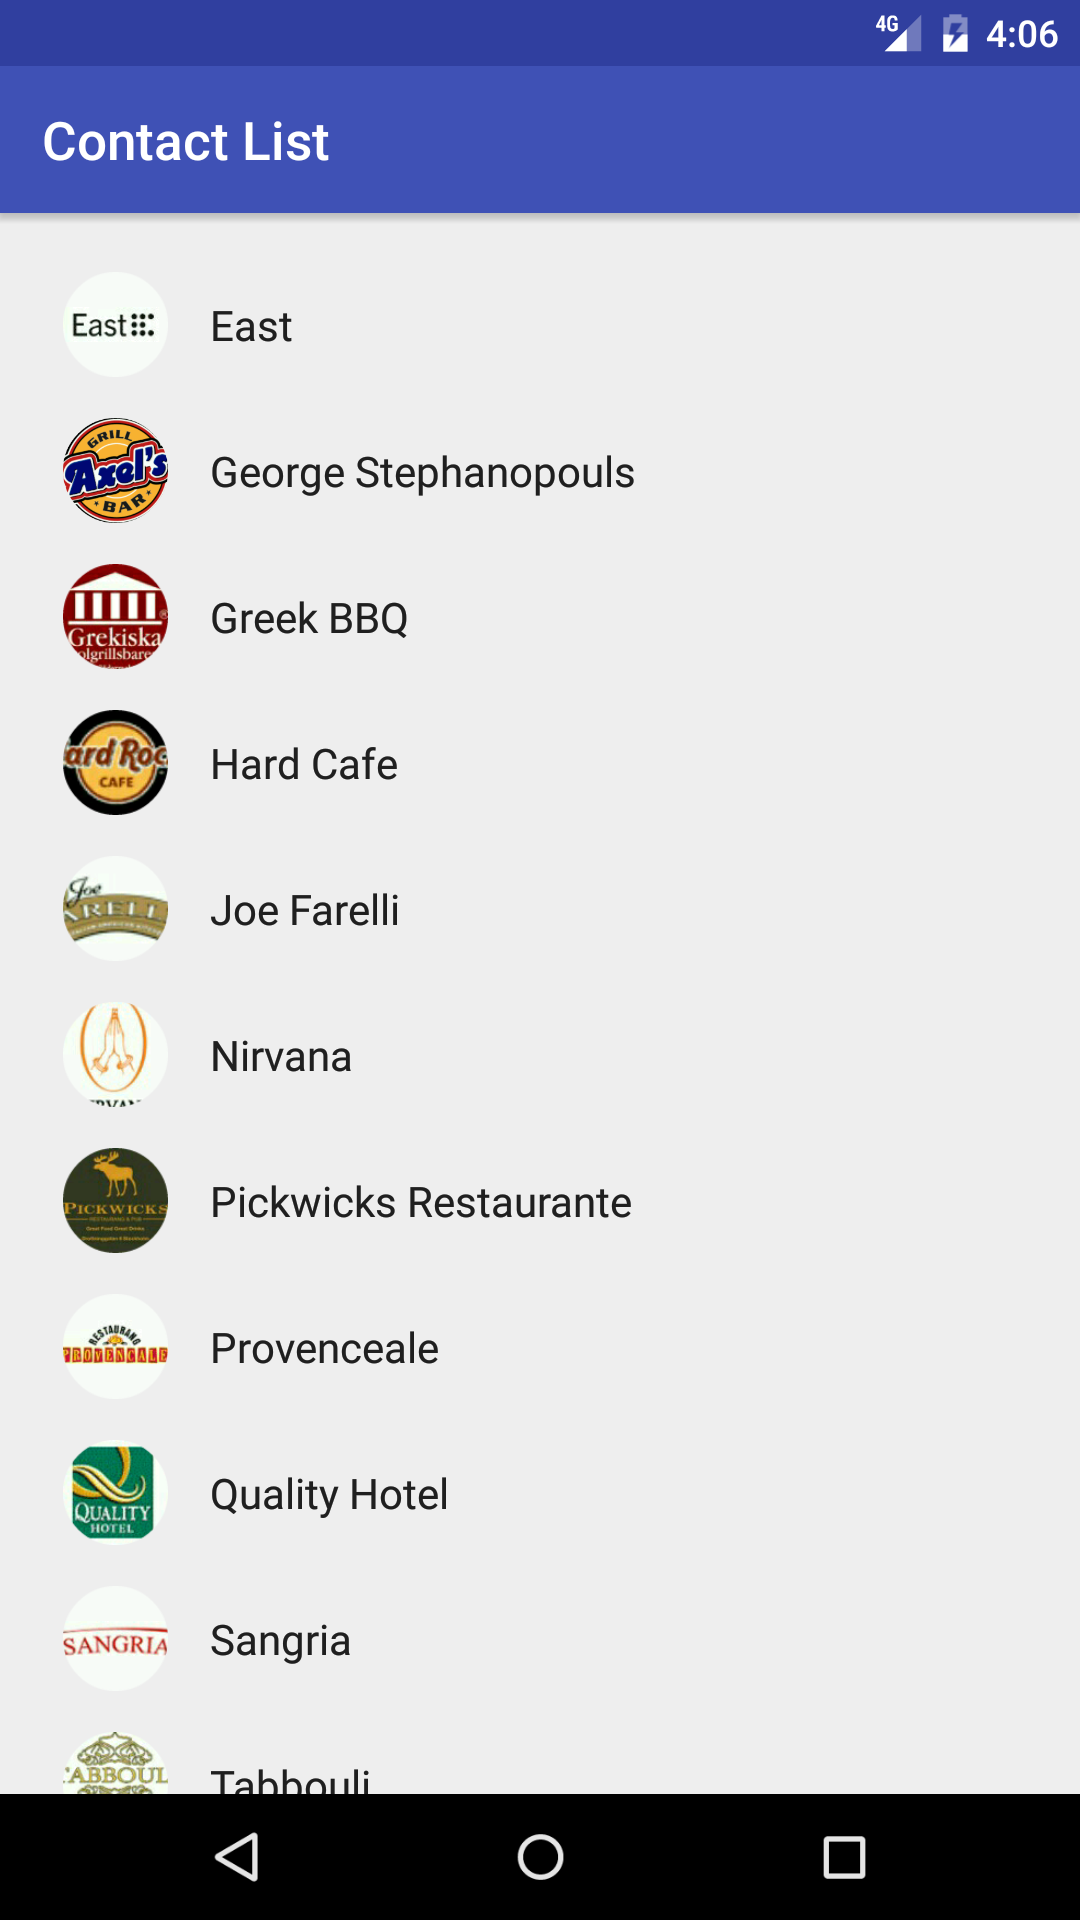 4G 4:06
Contact List
East East
GRILL
Axel's
BAR
George Stephanopouls
Grekiska
olgrillsbare
Greek BBQ
ard Roc
CAFE
Hard Cafe
Joe
ARELL
Joe Farelli
Nirvana
PICKWICKS
Pickwicks Restaurante
RESTAURANG
PROVENCALE
Provenceale
QUALITY
HOTEL
Quality Hotel
SANGRIA
Sangria
TABBOUL
Tabbouli